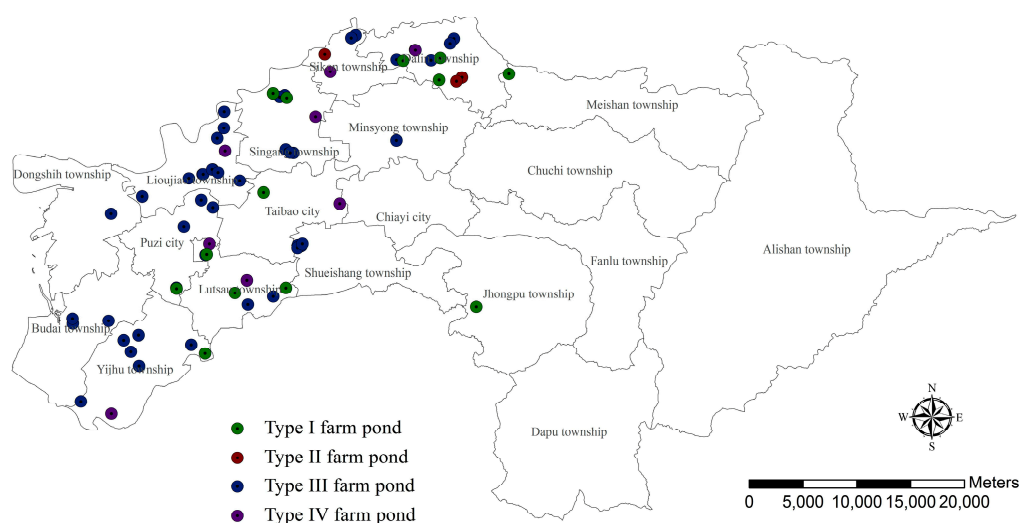 Sikou township
Dalin township
Meishan township
Minsyong township
Singang township
Chuchi township
Dongshih township
Lioujiao township
Taibao city
Chiayi city
Puzi city
Alishan township
Fanlu township
Shueishang township
Lutsau township
Jhongpu township
Budai township
Yijhu township
Dapu township
N
W E
S
Type I farm pond
Type II farm pond
Type III farm pond
Type IV farm pond
Meters
0 5,000 10,000 15,000 20,000